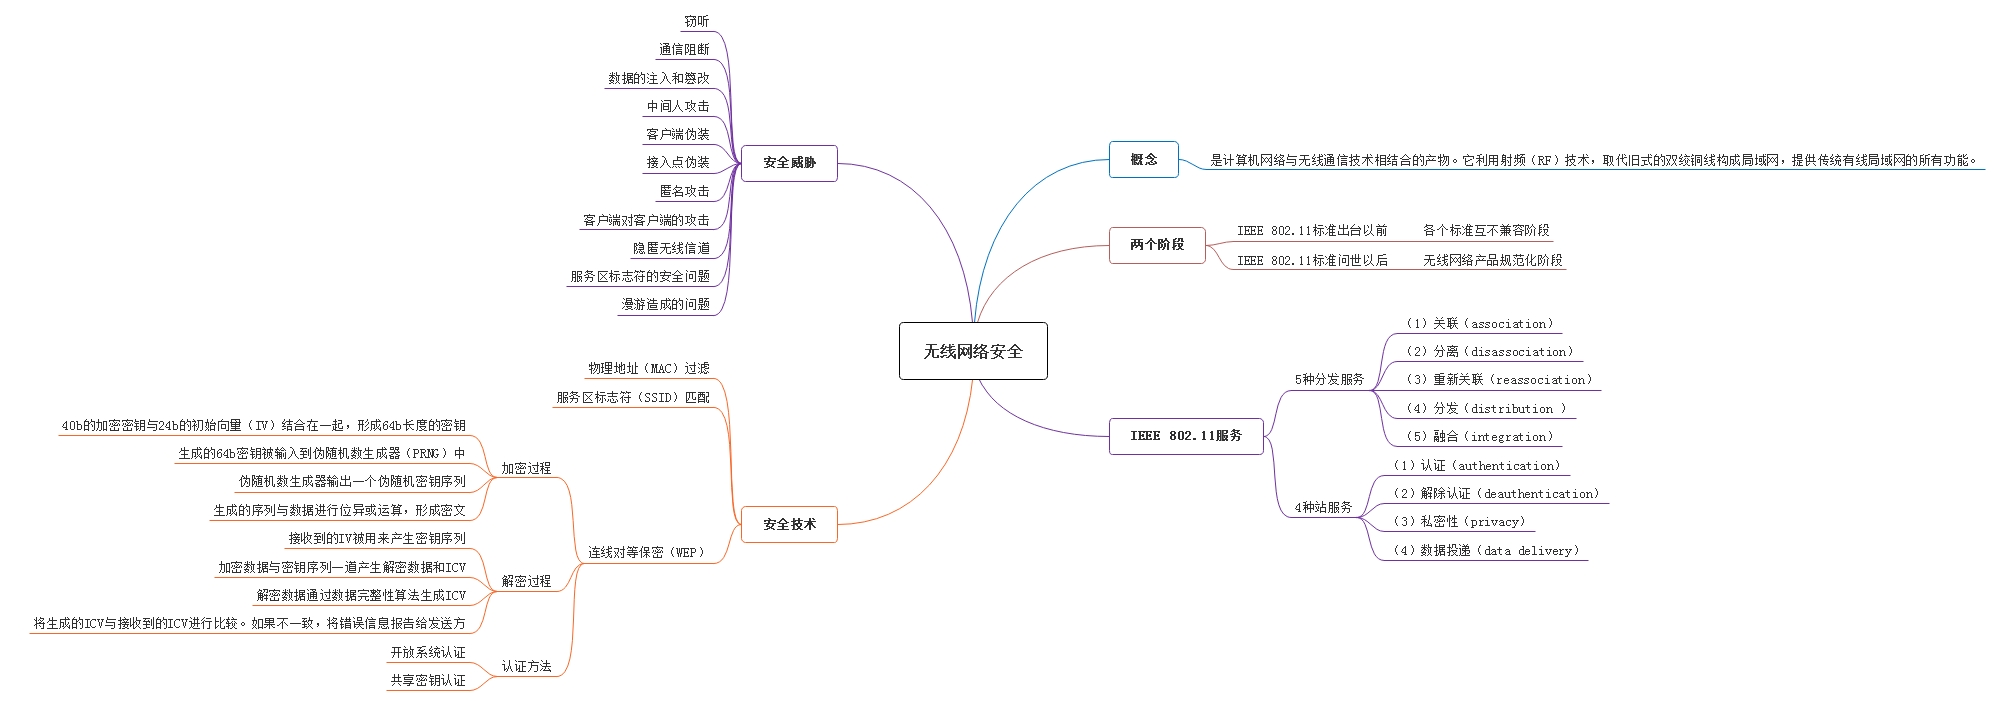 无线网络安全
概念
是计算机网络与无线通信技术相结合的产物。它利用射频（RF）技术，取代旧式的双绞铜线构成局域网，提供传统有线局域网的所有功能。
两个阶段
IEEE 802.11标准出台以前
各个标准互不兼容阶段
IEEE 802.11标准问世以后
无线网络产品规范化阶段
IEEE 802.11服务
5种分发服务
（1）关联（association）
（2）分离（disassociation）
（3）重新关联（reassociation）
（4）分发（distribution ）
（5）融合（integration）
4种站服务
（1）认证（authentication）
（2）解除认证（deauthentication）
（3）私密性（privacy）
（4）数据投递（data delivery）
安全威胁
窃听
通信阻断
数据的注入和篡改
中间人攻击
客户端伪装
接入点伪装
匿名攻击
客户端对客户端的攻击
隐匿无线信道
服务区标志符的安全问题
漫游造成的问题
安全技术
物理地址（MAC）过滤
服务区标志符（SSID）匹配
连线对等保密（WEP）
加密过程
40b的加密密钥与24b的初始向量（IV）结合在一起，形成64b长度的密钥
生成的64b密钥被输入到伪随机数生成器（PRNG）中
伪随机数生成器输出一个伪随机密钥序列
生成的序列与数据进行位异或运算，形成密文
解密过程
接收到的IV被用来产生密钥序列
加密数据与密钥序列一道产生解密数据和ICV
解密数据通过数据完整性算法生成ICV
将生成的ICV与接收到的ICV进行比较。如果不一致，将错误信息报告给发送方
认证方法
开放系统认证
共享密钥认证